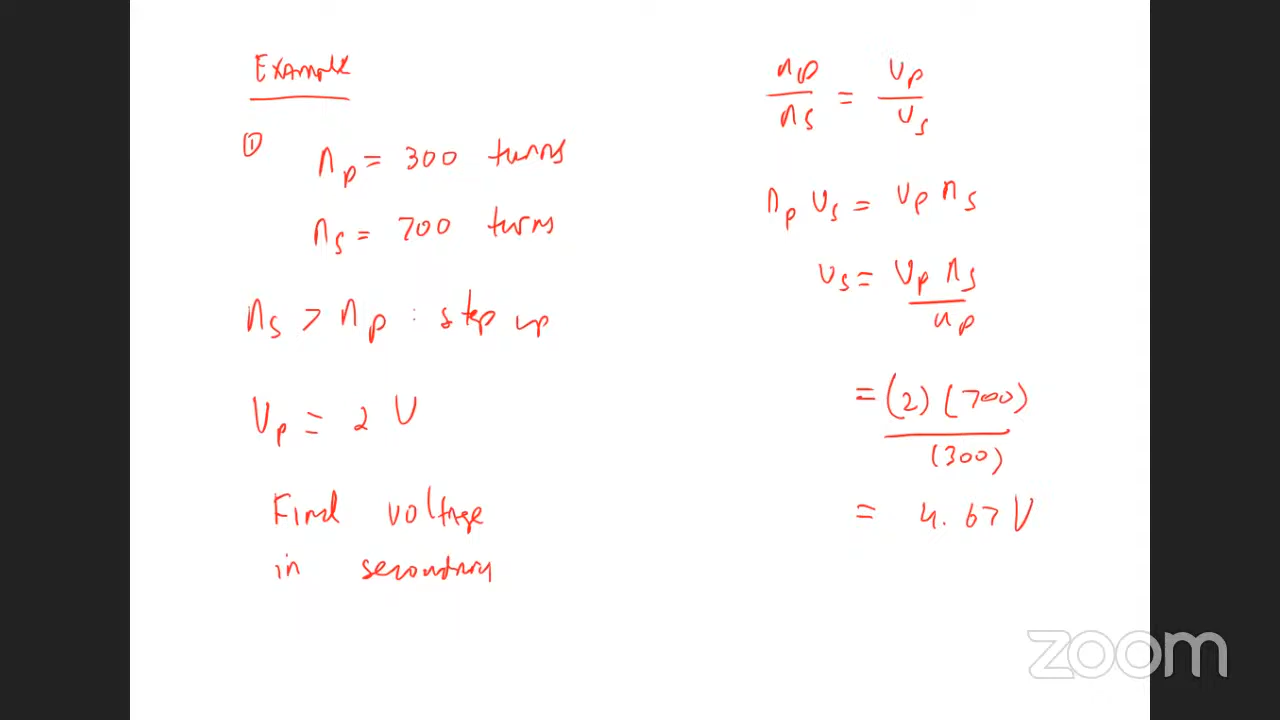 Example
① np = 300 turns
ns = 700 turns
ns > np : step up
Vp = 2 V
Find voltage
in secondary
np/ns = Vp/Vs
np Vs = Vp ns
Vs = Vp ns
np
= (2) (700)
(300)
= 4.67 V
zoom